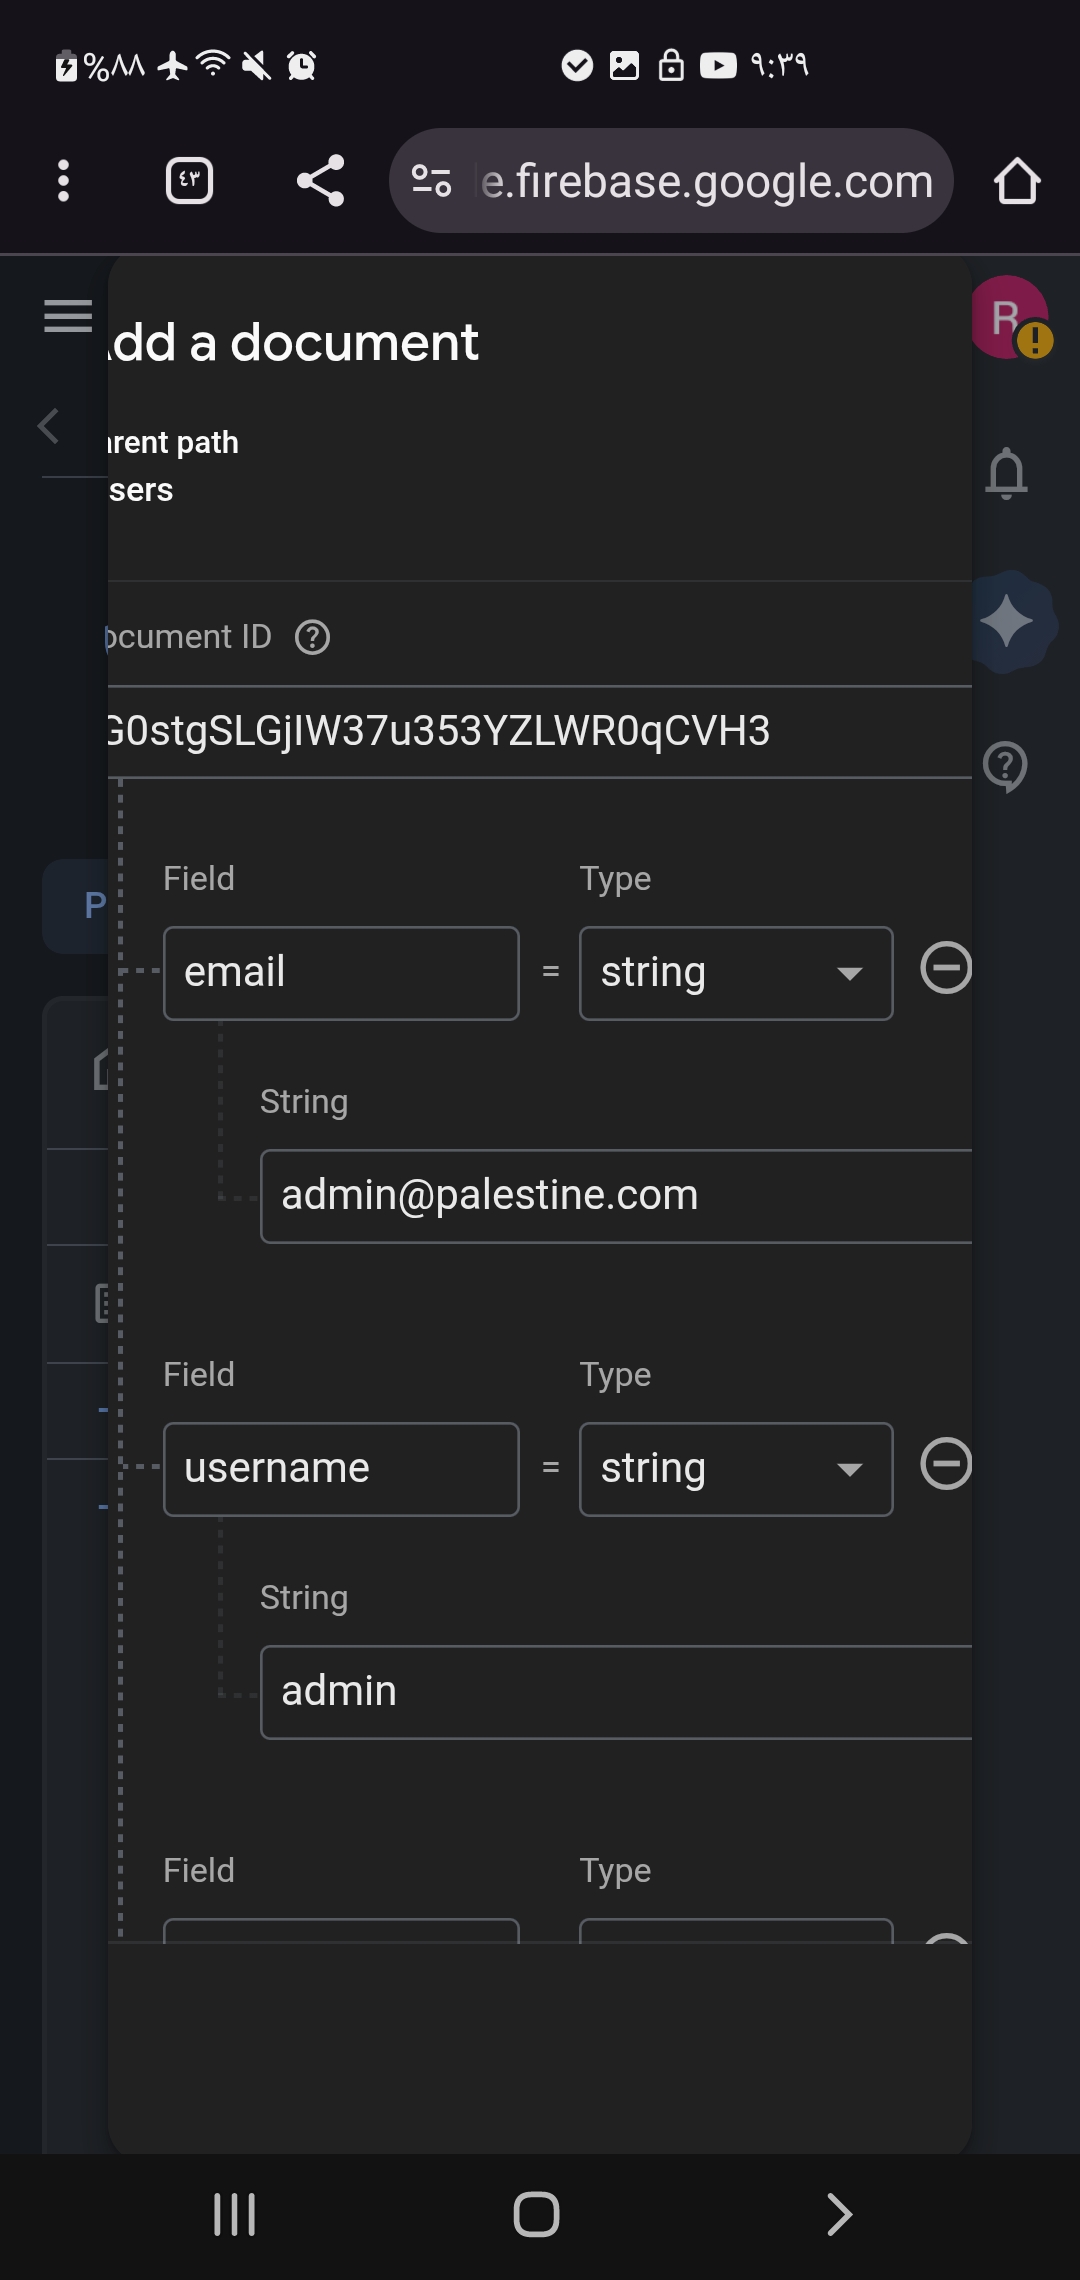 %٨٨ ٩:٣٩
٤٣ e.firebase.google.com
dd a document
R
rent path
sers
ocument ID
G0stgSLGjIW37u353YZLWR0qCVH3
Field Type
P
email = string
String
admin@palestine.com
Field Type
username = string
String
admin
Field Type